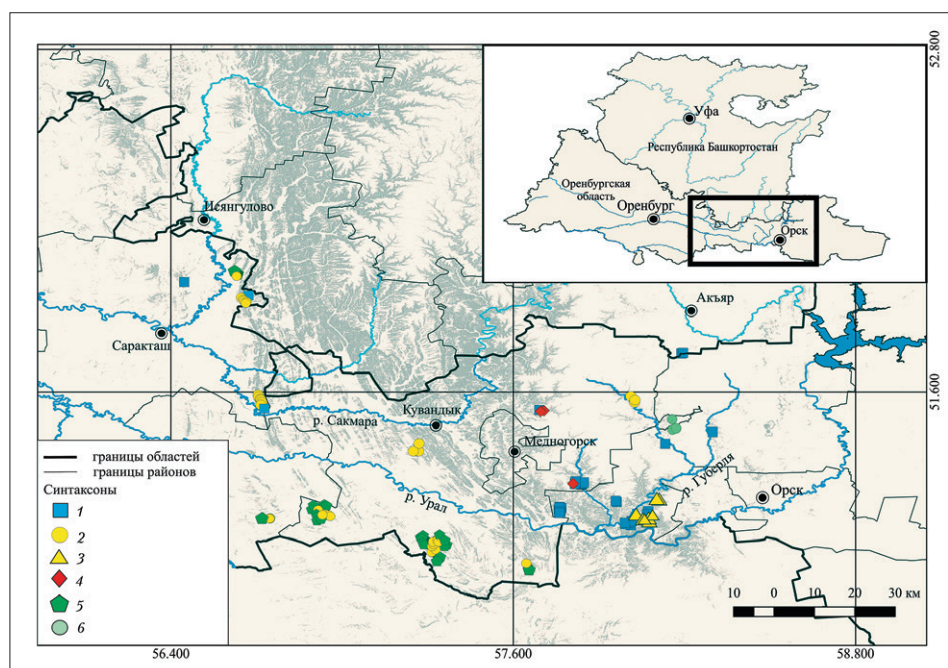 52.800
Уфа
Республика Башкортостан
Оренбургская
область
Оренбург
Орск
Исянгулово
Акъяр
Саракташ
51.600
Кувандык
р. Сакмара
Медногорск
р. Губерля
Орск
р. Урал
границы областей
границы районов
Синтаксоны
1
2
3
4
5
6
10 0 10 20 30 км
56.400 57.600 58.800